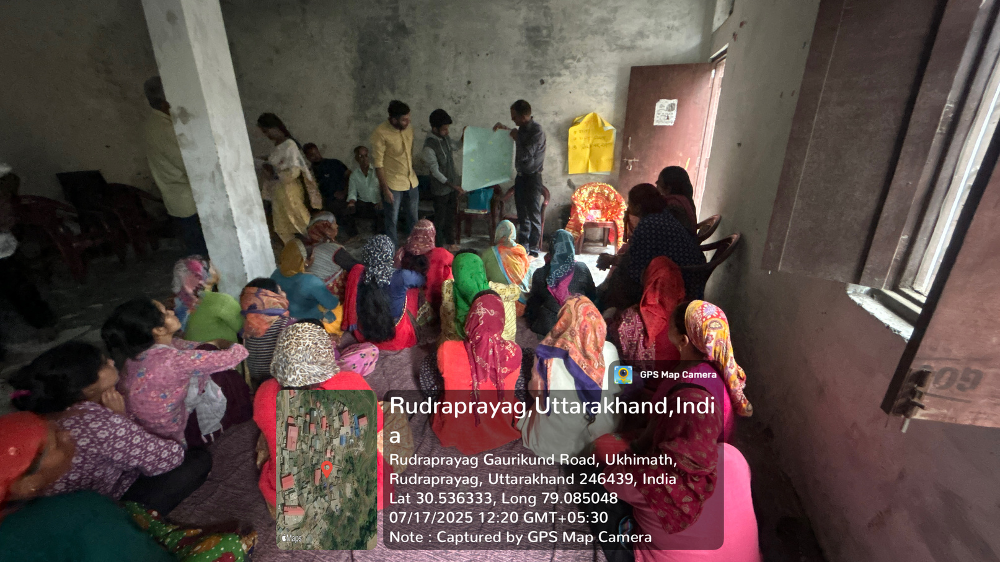 GPS Map Camera
Rudraprayag,Uttarakhand,Indi
a
Rudraprayag Gaurikund Road, Ukhimath,
Rudraprayag, Uttarakhand 246439, India
Lat 30.536333, Long 79.085048
07/17/2025 12:20 GMT+05:30
Note : Captured by GPS Map Camera
Maps